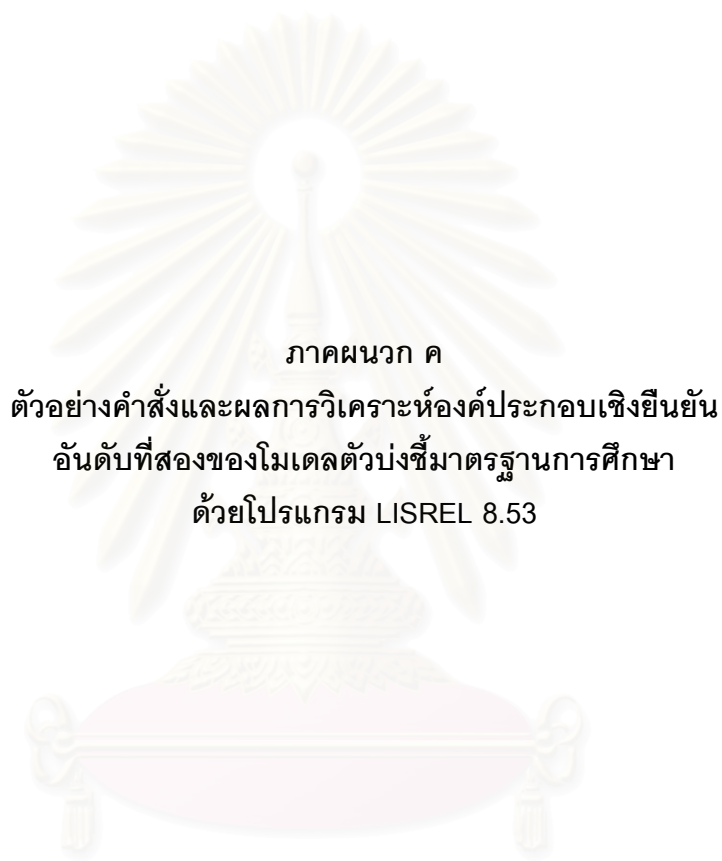 ภาคผนวก ค
ตัวอย่างคำสั่งและผลการวิเคราะห์องค์ประกอบเชิงยืนยัน
อันดับที่สองของโมเดลตัวบ่งชี้มาตรฐานการศึกษา
ด้วยโปรแกรม LISREL 8.53